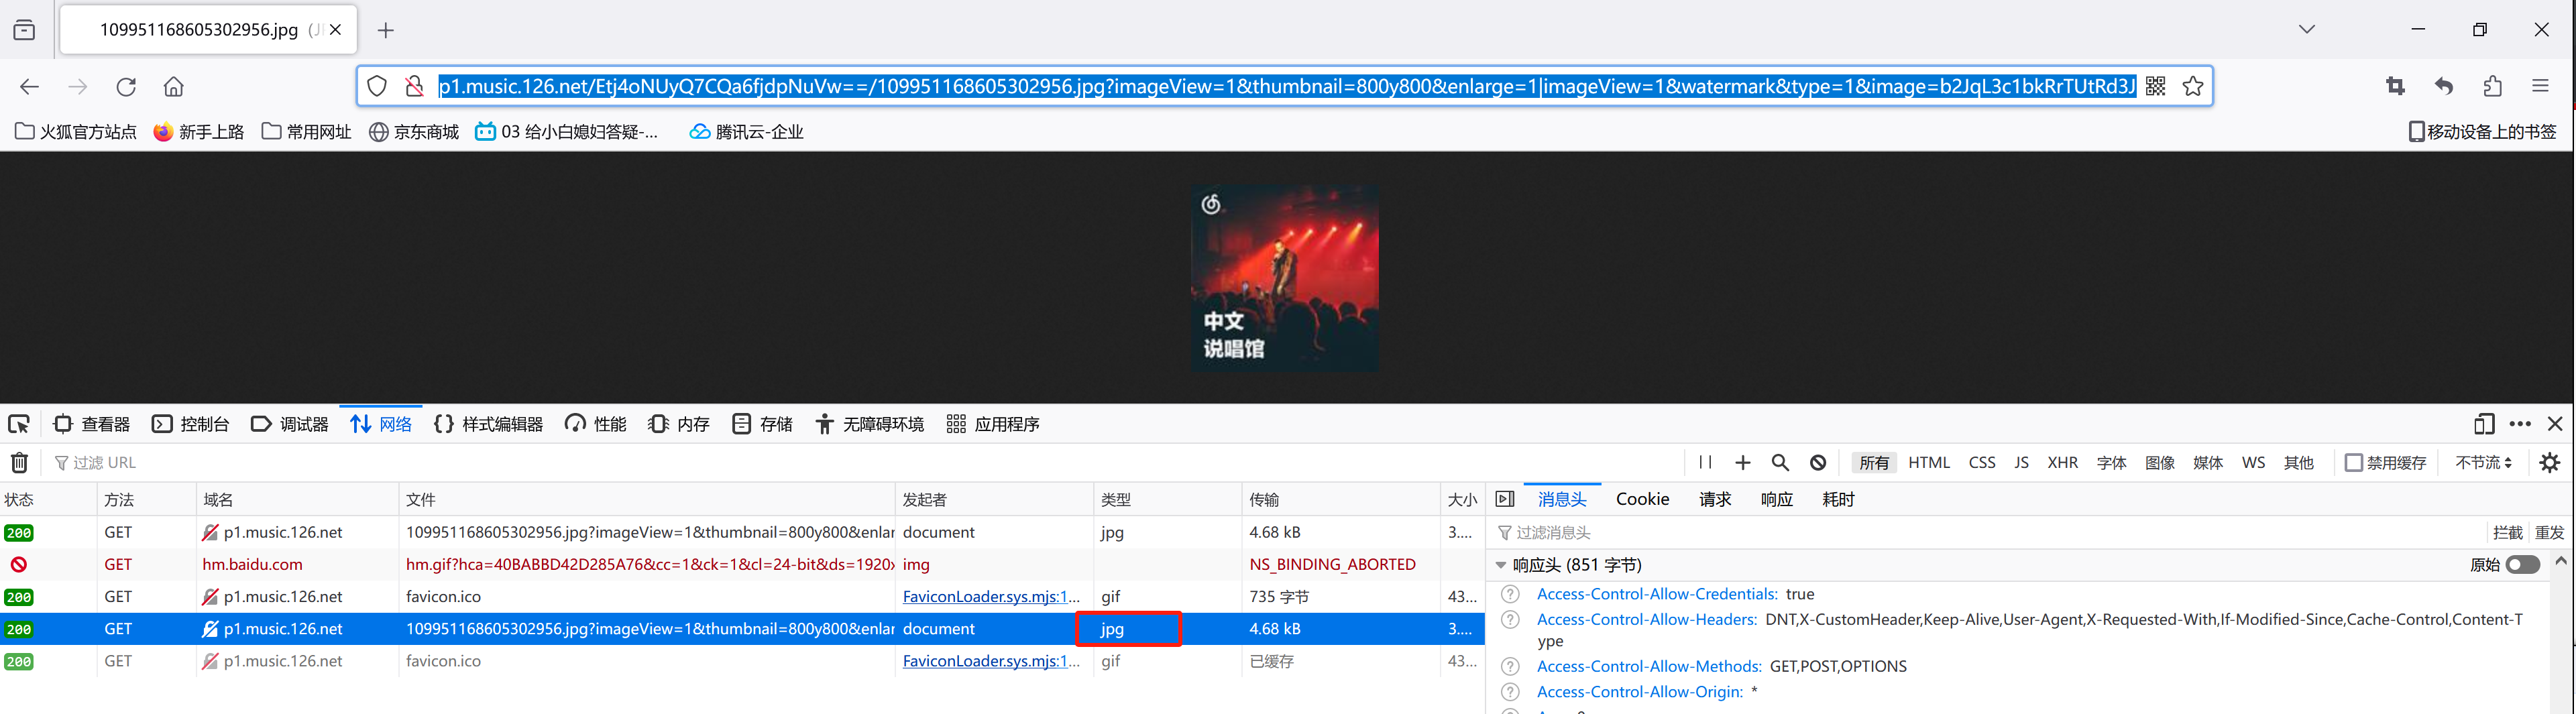 109951168605302956.jpg (J
p1.music.126.net/Etj4oNUyQ7CQa6fjdpNuVw==/109951168605302956.jpg?imageView=1&thumbnail=800y800&enlarge=1|imageView=1&watermark&type=1&image=b2JqL3c1bkRrTUtRd3J
火狐官方站点 新手上路 常用网址 京东商城 03 给小白媳妇答疑-... 腾讯云-企业 移动设备上的书签
中文
说唱馆
查看器 控制台 调试器 网络 样式编辑器 性能 内存 存储 无障碍环境 应用程序
过滤 URL 所有 HTML CSS JS XHR 字体 图像 媒体 WS 其他 禁用缓存 不节流
状态 方法 域名 文件 发起者 类型 传输 大小 消息头 Cookie 请求 响应 耗时
200 GET p1.music.126.net 109951168605302956.jpg?imageView=1&thumbnail=800y800&enlar document jpg 4.68 kB 3.... 过滤消息头 拦截 重发
GET hm.baidu.com hm.gif?hca=40BABBD42D285A76&cc=1&ck=1&cl=24-bit&ds=1920x img NS_BINDING_ABORTED 响应头 (851 字节) 原始
200 GET p1.music.126.net favicon.ico FaviconLoader.sys.mjs:1... gif 735 字节 43... Access-Control-Allow-Credentials: true
200 GET p1.music.126.net 109951168605302956.jpg?imageView=1&thumbnail=800y800&enlar document jpg 4.68 kB 3.... Access-Control-Allow-Headers: DNT,X-CustomHeader,Keep-Alive,User-Agent,X-Requested-With,If-Modified-Since,Cache-Control,Content-T
ype
200 GET p1.music.126.net favicon.ico FaviconLoader.sys.mjs:1... gif 已缓存 43... Access-Control-Allow-Methods: GET,POST,OPTIONS
Access-Control-Allow-Origin: *